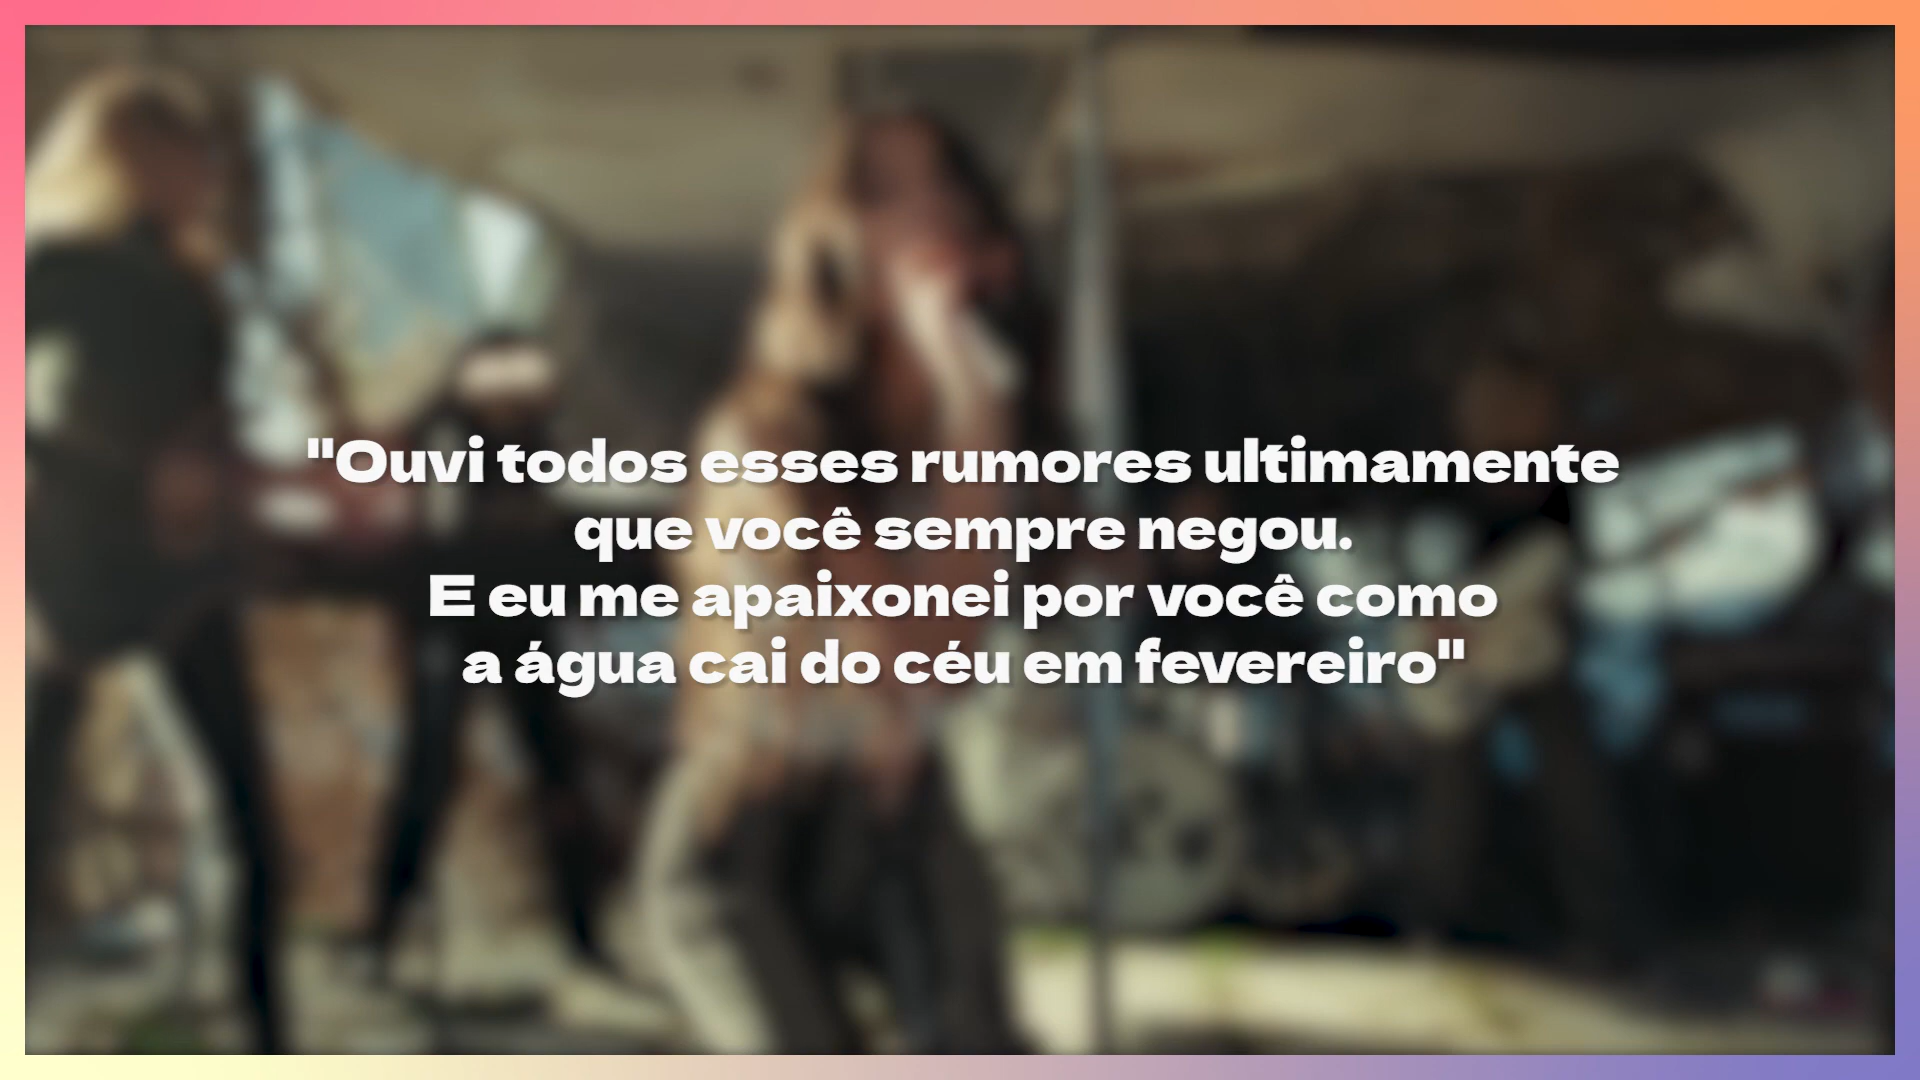 "Ouvi todos esses rumores ultimamente
que você sempre negou.
E eu me apaixonei por você como
a água cai do céu em fevereiro"